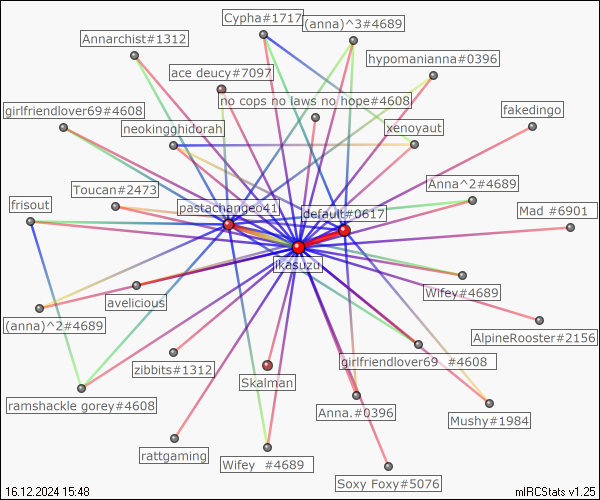 Cypha#1717
(anna)^3#4689
Annarchist#1312
hypomanianna#0396
ace deucy#7097
no cops no laws no hope#4608
girlfriendlover69#4608
fakedingo
neokingghidorah
xenoyaut
Toucan#2473
Anna^2#4689
frisout
pastachangeo41
default#0617
Mad #6901
ikasuzu
avelicious
Wifey#4689
(anna)^2#4689
AlpineRooster#2156
zibbits#1312
girlfriendlover69 #4608
Skalman
ramshackle gorey#4608
Anna.#0396
Mushy#1984
rattgaming
Wifey #4689
Soxy Foxy#5076
16.12.2024 15:48
mIRCStats v1.25